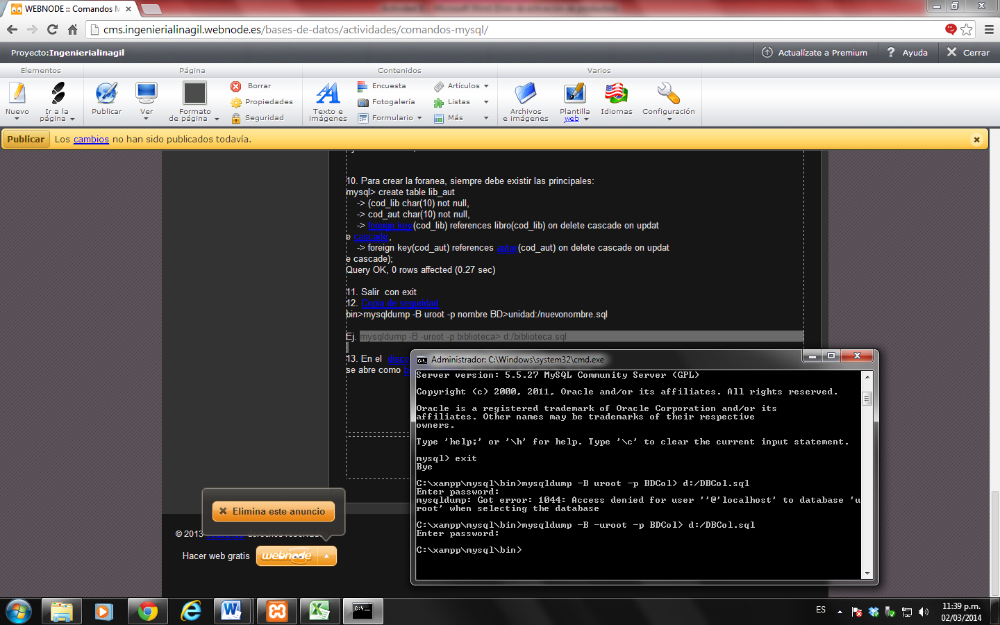 WEBNODE :: Comandos M
cms.ingenierialinagil.webnode.es/bases-de-datos/actividades/comandos-mysql/
Proyecto:Ingenierialinagil
Actualízate a Premium
? Ayuda
Cerrar
Elementos
Página
Contenidos
Varios
Nuevo
Ir a la página
Publicar
Ver
Formato de página
Borrar
Propiedades
Seguridad
Texto e imágenes
Encuesta
Fotogalería
Formulario
Artículos
Listas
Más
Archivos e imágenes
Plantilla web
Idiomas
Configuración
Publicar Los cambios no han sido publicados todavía.
10. Para crear la foranea, siempre debe existir las principales:
mysql> create table lib_aut
-> (cod_lib char(10) not null,
-> cod_aut char(10) not null,
-> foreign key(cod_lib) references libro(cod_lib) on delete cascade on updat
e cascade,
-> foreign key(cod_aut) references autor(cod_aut) on delete cascade on updat
e cascade);
Query OK, 0 rows affected (0.27 sec)
11. Salir con exit
12. Copia de seguridad
bin>mysqldump -B uroot -p nombre BD>unidad:/nuevonombre.sql
Ej. mysqldump -B -uroot -p biblioteca> d:/biblioteca.sql
13. En el disco
se abre como
Administrador: C:\Windows\system32\cmd.exe
Server version: 5.5.27 MySQL Community Server (GPL)
Copyright (c) 2000, 2011, Oracle and/or its affiliates. All rights reserved.
Oracle is a registered trademark of Oracle Corporation and/or its
affiliates. Other names may be trademarks of their respective
owners.
Type 'help;' or '\h' for help. Type '\c' to clear the current input statement.
mysql> exit
Bye
C:\xampp\mysql\bin>mysqldump -B uroot -p BDCol> d:/DBCol.sql
Enter password:
mysqldump: Got error: 1044: Access denied for user ''@'localhost' to database 'u
root' when selecting the database
C:\xampp\mysql\bin>mysqldump -B -uroot -p BDCol> d:/DBCol.sql
Enter password:
C:\xampp\mysql\bin>
Elimina este anuncio
© 2013
Hacer web gratis webnode
ES
11:39 p.m.
02/03/2014